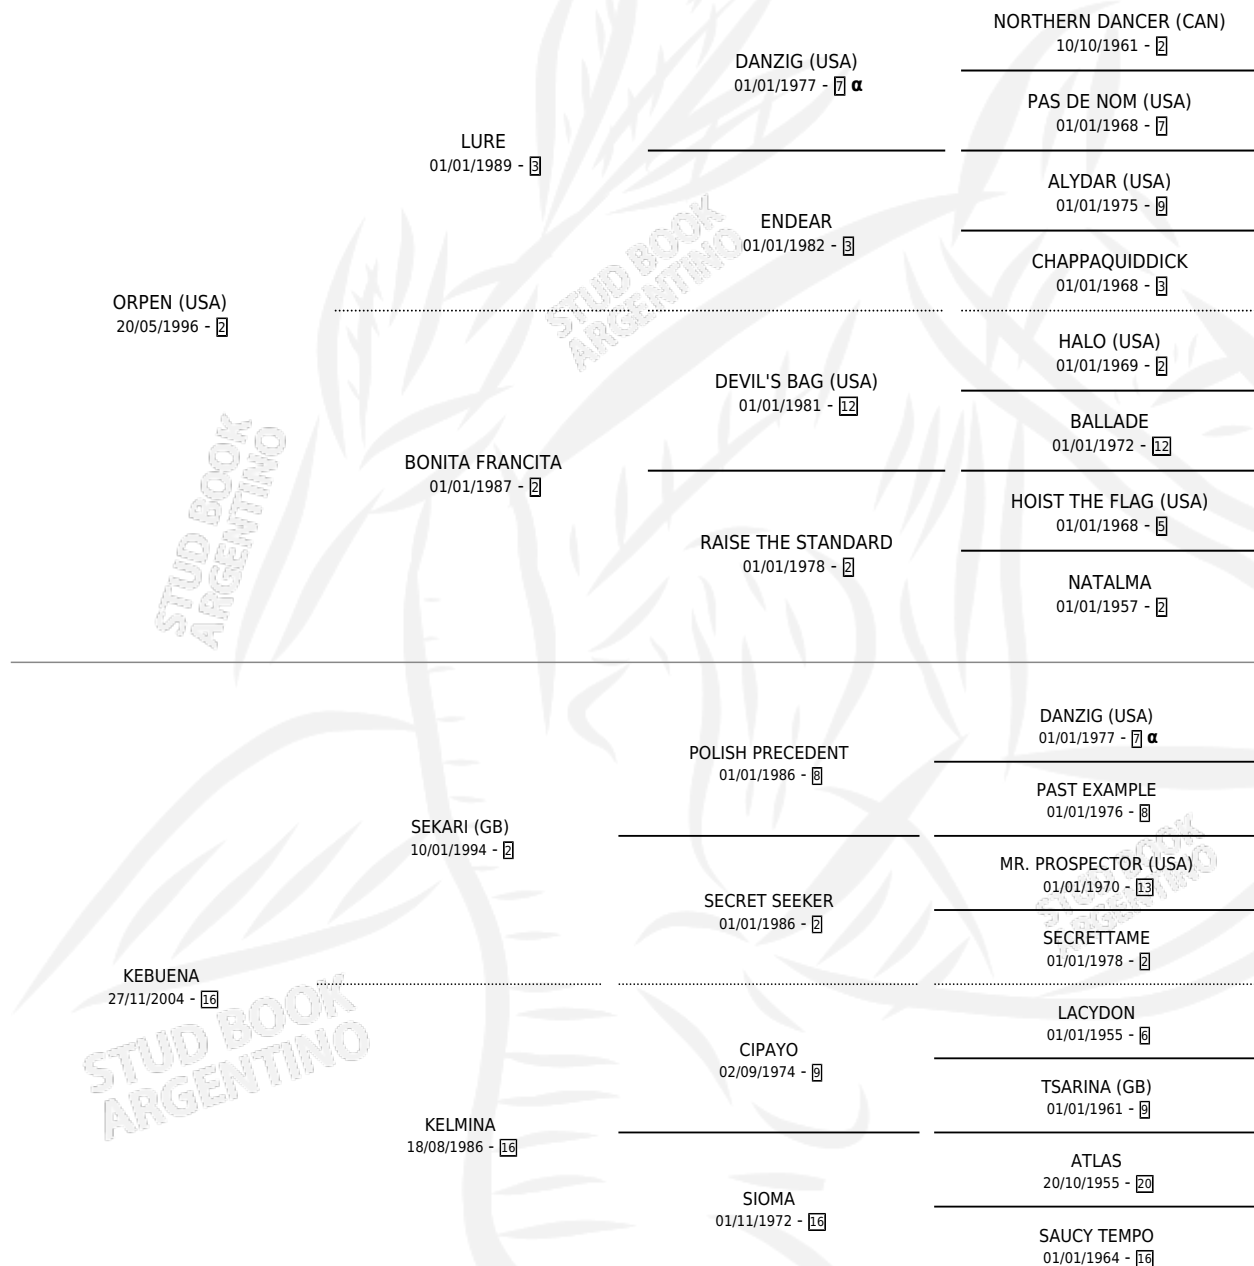 NORTHERN DANCER (CAN)
10/10/1961 - 2
DANZIG (USA)
01/01/1977 - 7 α
PAS DE NOM (USA)
01/01/1968 - 7
LURE
01/01/1989 - 3
ALYDAR (USA)
01/01/1975 - 9
ENDEAR
01/01/1982 - 3
CHAPPAQUIDDICK
01/01/1968 - 3
ORPEN (USA)
20/05/1996 - 2
HALO (USA)
01/01/1969 - 2
DEVIL'S BAG (USA)
01/01/1981 - 12
BALLADE
01/01/1972 - 12
BONITA FRANCITA
01/01/1987 - 2
HOIST THE FLAG (USA)
01/01/1968 - 5
RAISE THE STANDARD
01/01/1978 - 2
NATALMA
01/01/1957 - 2
DANZIG (USA)
01/01/1977 - 7 α
POLISH PRECEDENT
01/01/1986 - 8
PAST EXAMPLE
01/01/1976 - 8
SEKARI (GB)
10/01/1994 - 2
MR. PROSPECTOR (USA)
01/01/1970 - 13
SECRET SEEKER
01/01/1986 - 2
SECRETTAME
01/01/1978 - 2
KEBUENA
27/11/2004 - 16
LACYDON
01/01/1955 - 6
CIPAYO
02/09/1974 - 9
TSARINA (GB)
01/01/1961 - 9
KELMINA
18/08/1986 - 16
ATLAS
20/10/1955 - 20
SIOMA
01/11/1972 - 16
SAUCY TEMPO
01/01/1964 - 16
STUD BOOK
ARGENTINO
STUD BOOK
ARGENTINO
STUD BOOK
ARGENTINO
STUD BOOK
ARGENTINO